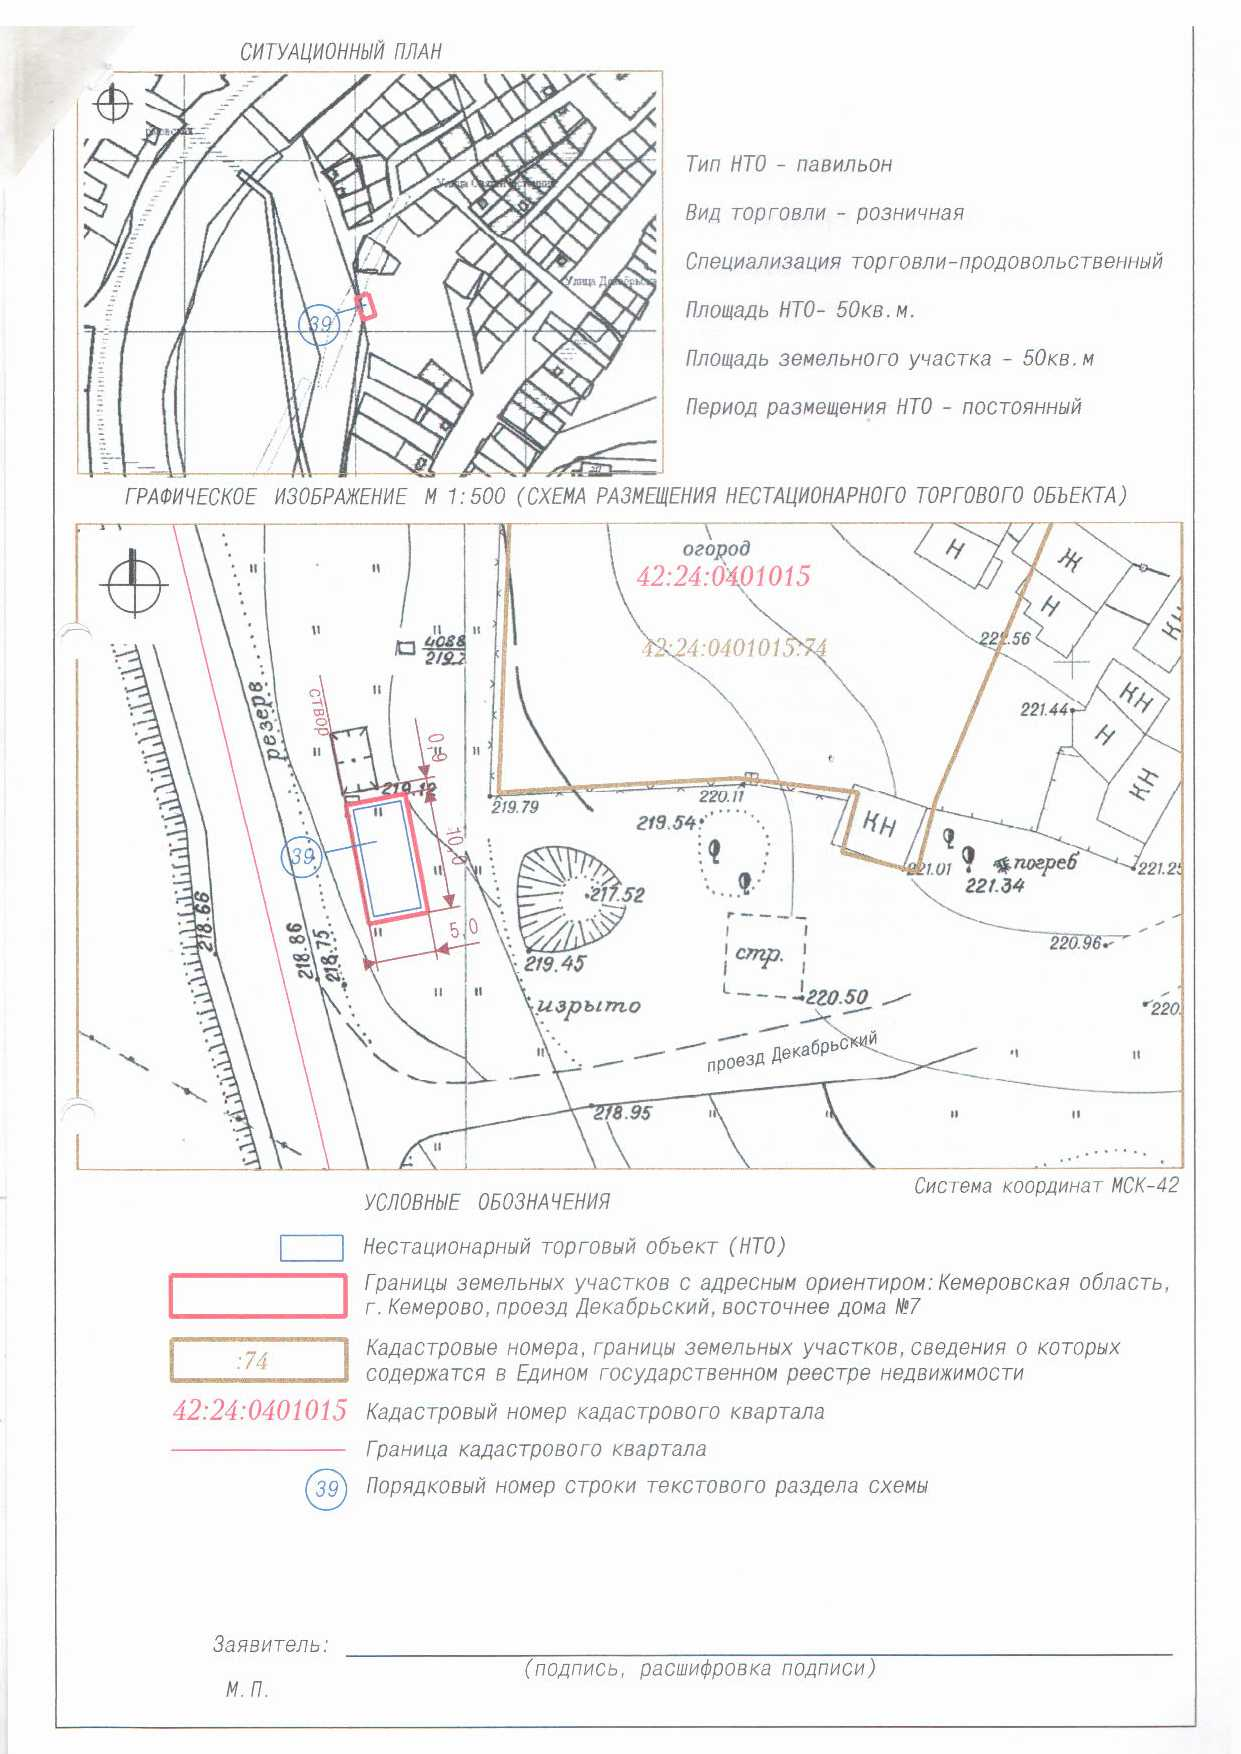 СИТУАЦИОННЫЙ ПЛАН
39
Тип НТО - павильон
Вид торговли - розничная
Специализация торговли-продовольственный
Площадь НТО- 50кв.м.
Площадь земельного участка - 50кв.м
Период размещения НТО - постоянный
ГРАФИЧЕСКОЕ ИЗОБРАЖЕНИЕ М 1:500 (СХЕМА РАЗМЕЩЕНИЯ НЕСТАЦИОНАРНОГО ТОРГОВОГО ОБЪЕКТА)
огород
42:24:0401015
42:24:0401015:74
Н
Ж
Н
КН
221.44
КН
Н
КН
4088
резерв
створ
219.12
219.79
220.11
219.54
КН
221.01
погреб
221.34
39
10,0
5,0
217.52
219.45
стр.
220.50
220.96
218.66
218.86
218.75
изрыто
проезд Декабрьский
218.95
Система координат МСК-42
УСЛОВНЫЕ ОБОЗНАЧЕНИЯ
Нестационарный торговый объект (НТО)
Границы земельных участков с адресным ориентиром: Кемеровская область,
г. Кемерово, проезд Декабрьский, восточнее дома №7
:74
Кадастровые номера, границы земельных участков, сведения о которых
содержатся в Едином государственном реестре недвижимости
42:24:0401015 Кадастровый номер кадастрового квартала
Граница кадастрового квартала
39 Порядковый номер строки текстового раздела схемы
Заявитель:
(подпись, расшифровка подписи)
М.П.